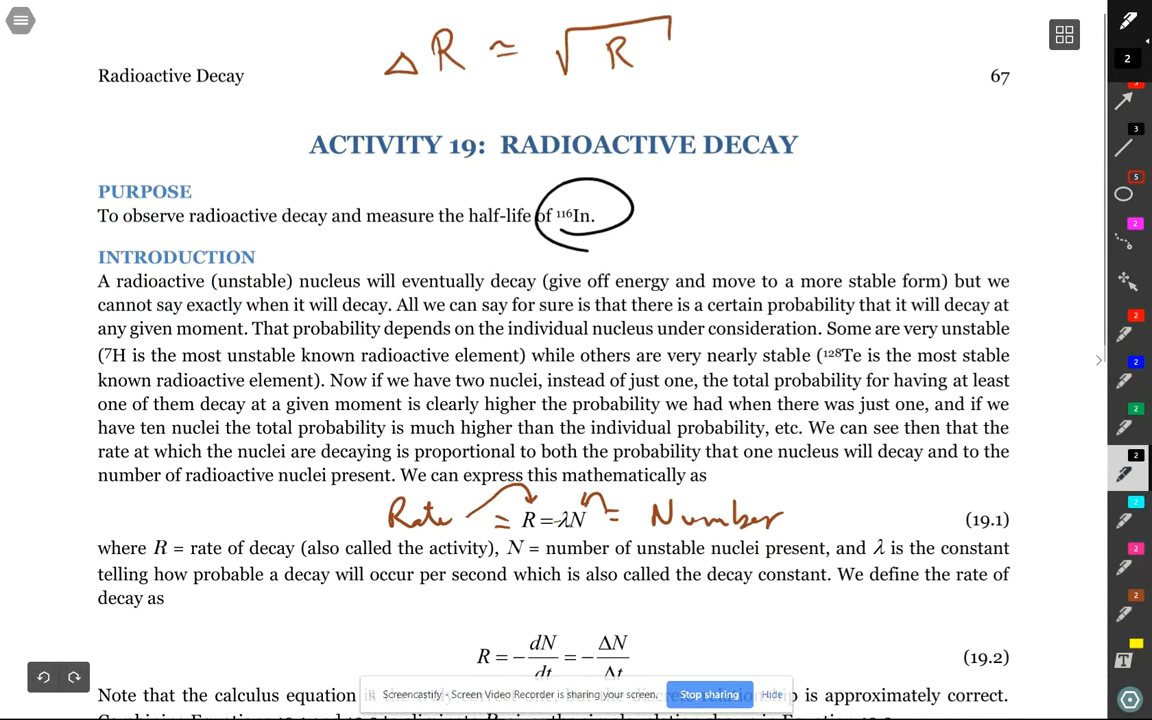 Δ R ≃ √R
Radioactive Decay 67
ACTIVITY 19: RADIOACTIVE DECAY
PURPOSE
To observe radioactive decay and measure the half-life of ¹¹⁶In.
INTRODUCTION
A radioactive (unstable) nucleus will eventually decay (give off energy and move to a more stable form) but we
cannot say exactly when it will decay. All we can say for sure is that there is a certain probability that it will decay at
any given moment. That probability depends on the individual nucleus under consideration. Some are very unstable
(⁷H is the most unstable known radioactive element) while others are very nearly stable (¹²⁸Te is the most stable
known radioactive element). Now if we have two nuclei, instead of just one, the total probability for having at least
one of them decay at a given moment is clearly higher the probability we had when there was just one, and if we
have ten nuclei the total probability is much higher than the individual probability, etc. We can see then that the
rate at which the nuclei are decaying is proportional to both the probability that one nucleus will decay and to the
number of radioactive nuclei present. We can express this mathematically as
Rate = R = λN = Number (19.1)
where R = rate of decay (also called the activity), N = number of unstable nuclei present, and λ is the constant
telling how probable a decay will occur per second which is also called the decay constant. We define the rate of
decay as
R = − dN/dt = − ΔN/Δt (19.2)
Screencastify - Screen Video Recorder is sharing your screen. Stop sharing Hide
Note that the calculus equation is approximately correct.
2
3
5
2
2
2
2
2
2
2
2
T